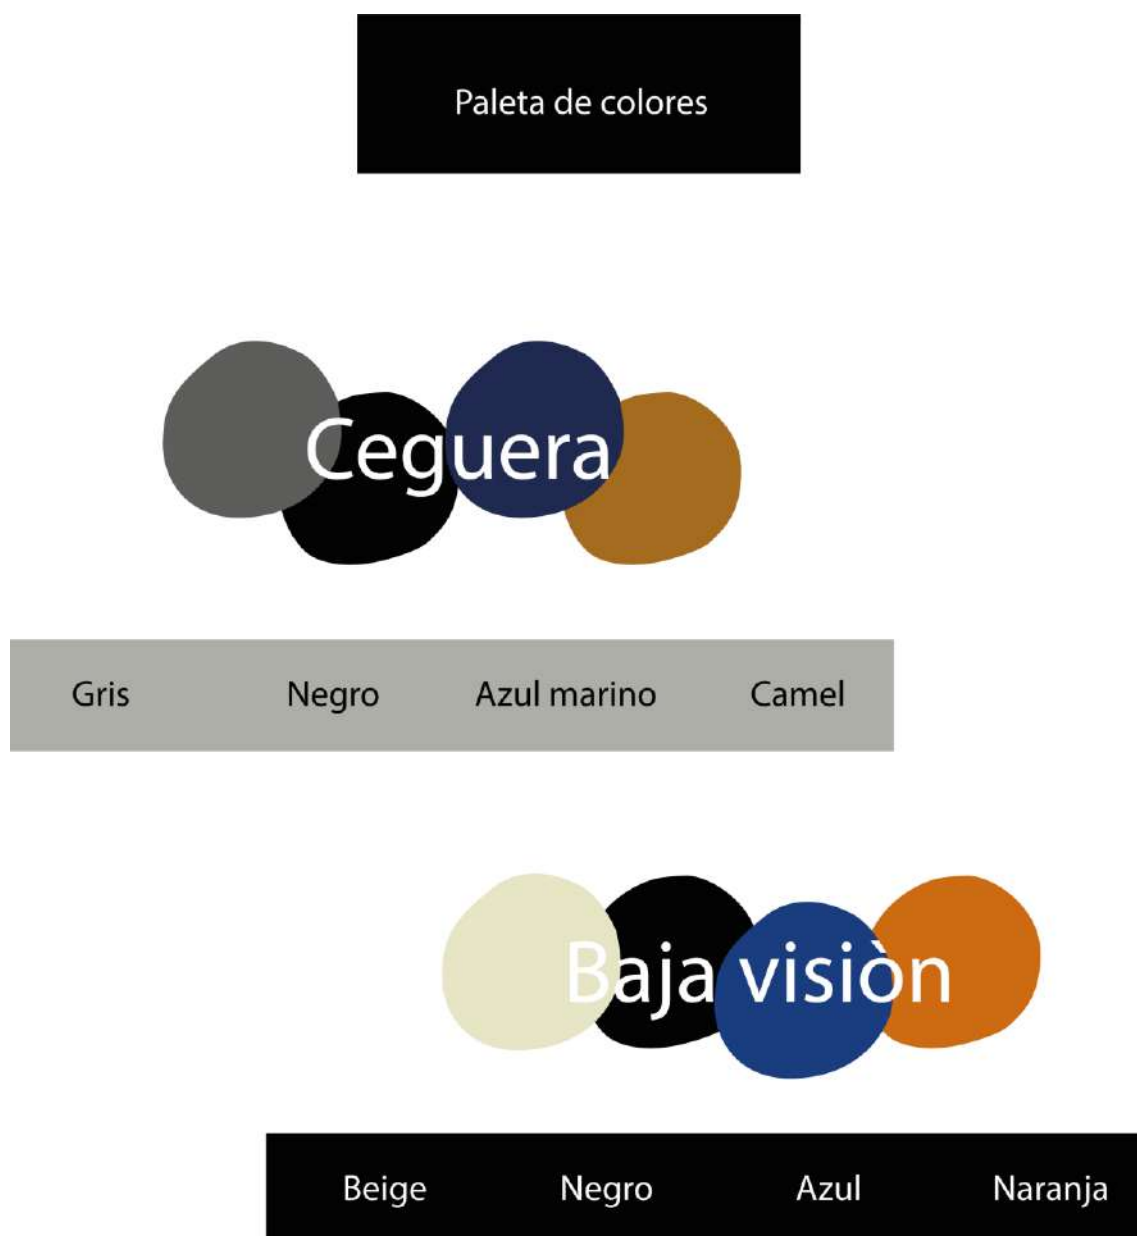 Paleta de colores
Ceguera
Gris Negro Azul marino Camel
Baja visiòn
Beige Negro Azul Naranja